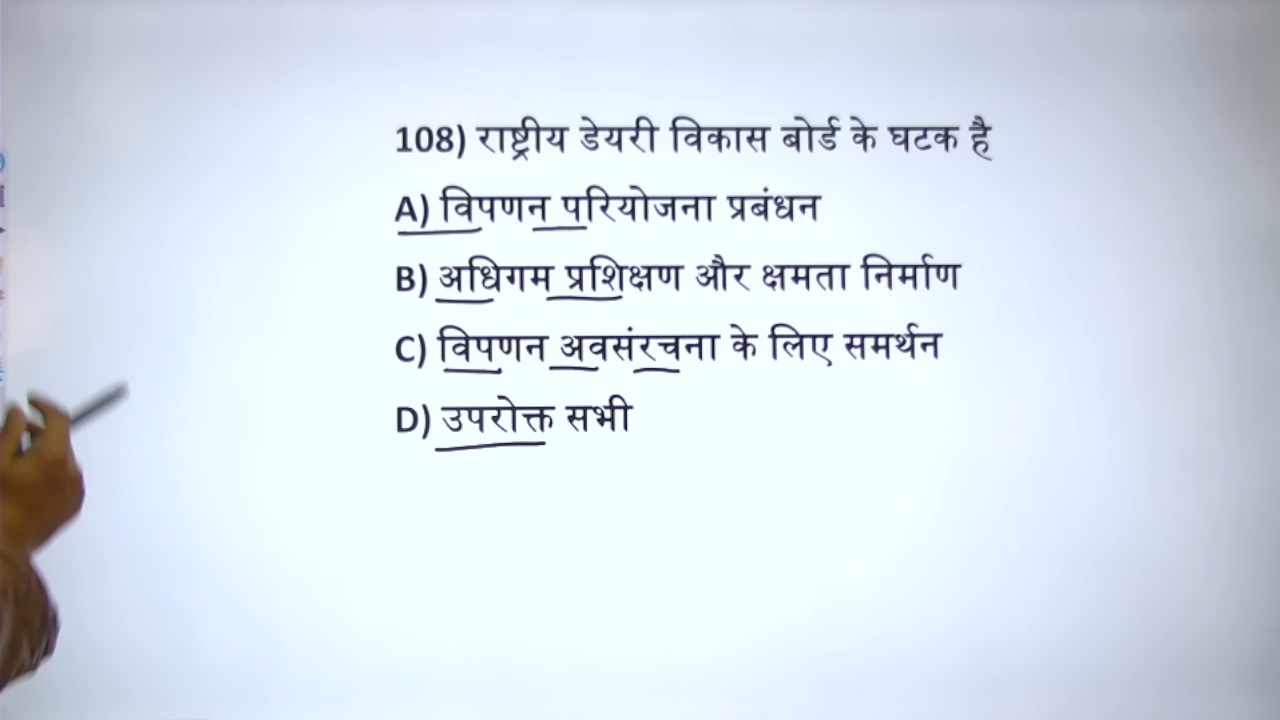 108) राष्ट्रीय डेयरी विकास बोर्ड के घटक है
A) विपणन परियोजना प्रबंधन
B) अधिगम प्रशिक्षण और क्षमता निर्माण
C) विपणन अवसंरचना के लिए समर्थन
D) उपरोक्त सभी